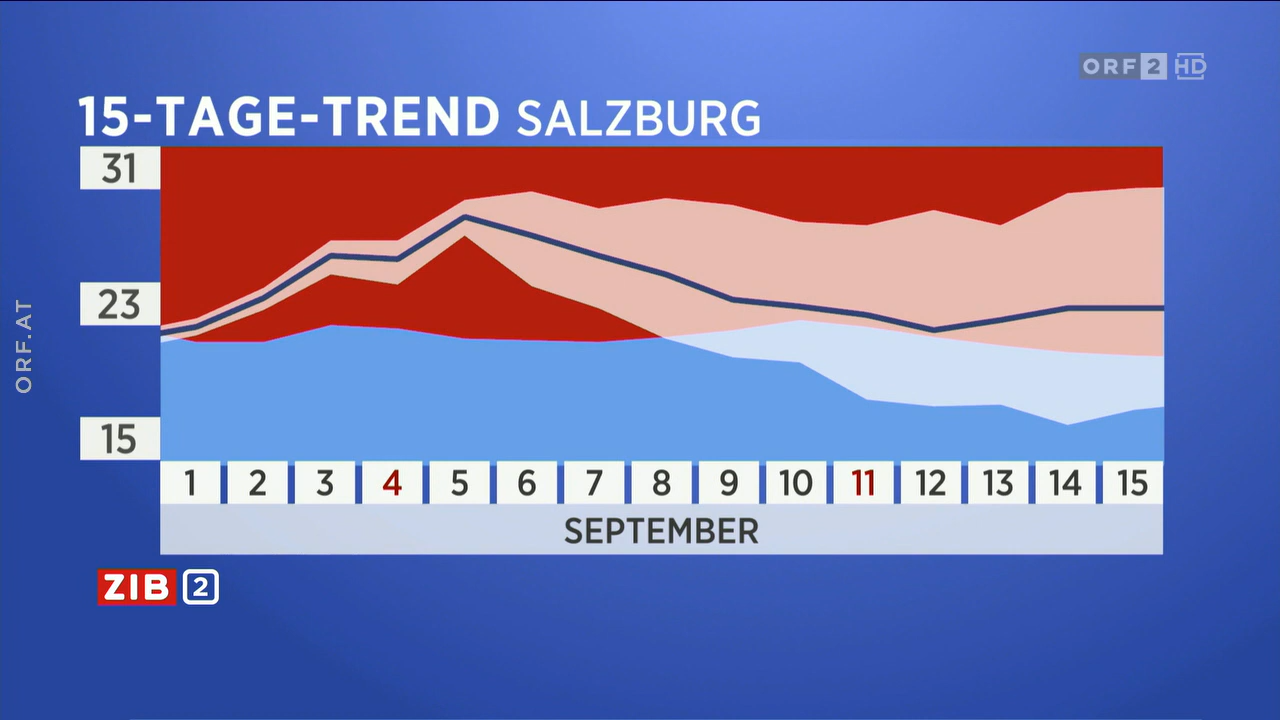 ORF 2 HD
15-TAGE-TREND SALZBURG
31
23
15
ORF.AT
1 2 3 4 5 6 7 8 9 10 11 12 13 14 15
SEPTEMBER
ZIB 2